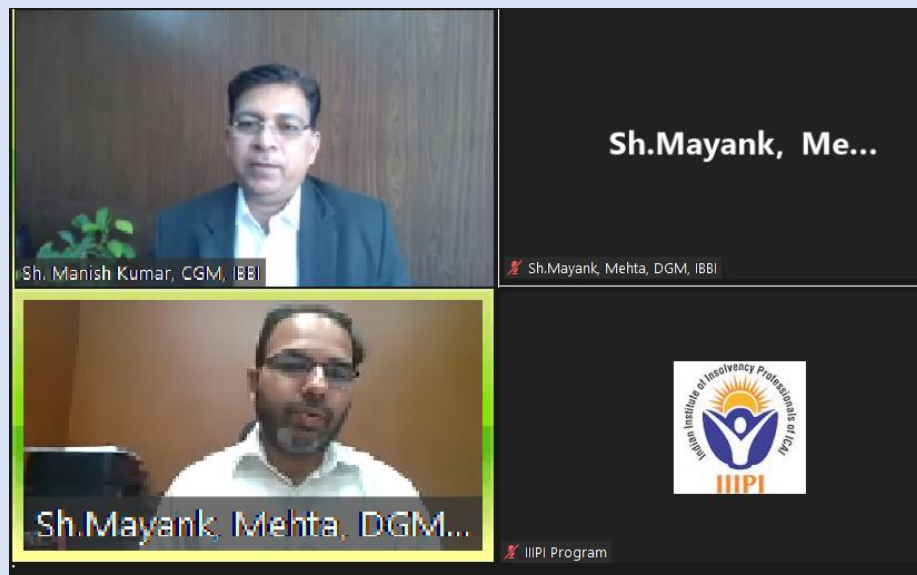 Sh. Manish Kumar, CGM, IBBI
Sh.Mayank, Me...
Sh.Mayank, Mehta, DGM, IBBI
Sh.Mayank, Mehta, DGM...
Indian Institute of Insolvency Professionals of ICAI
IIIPI
IIIPI Program